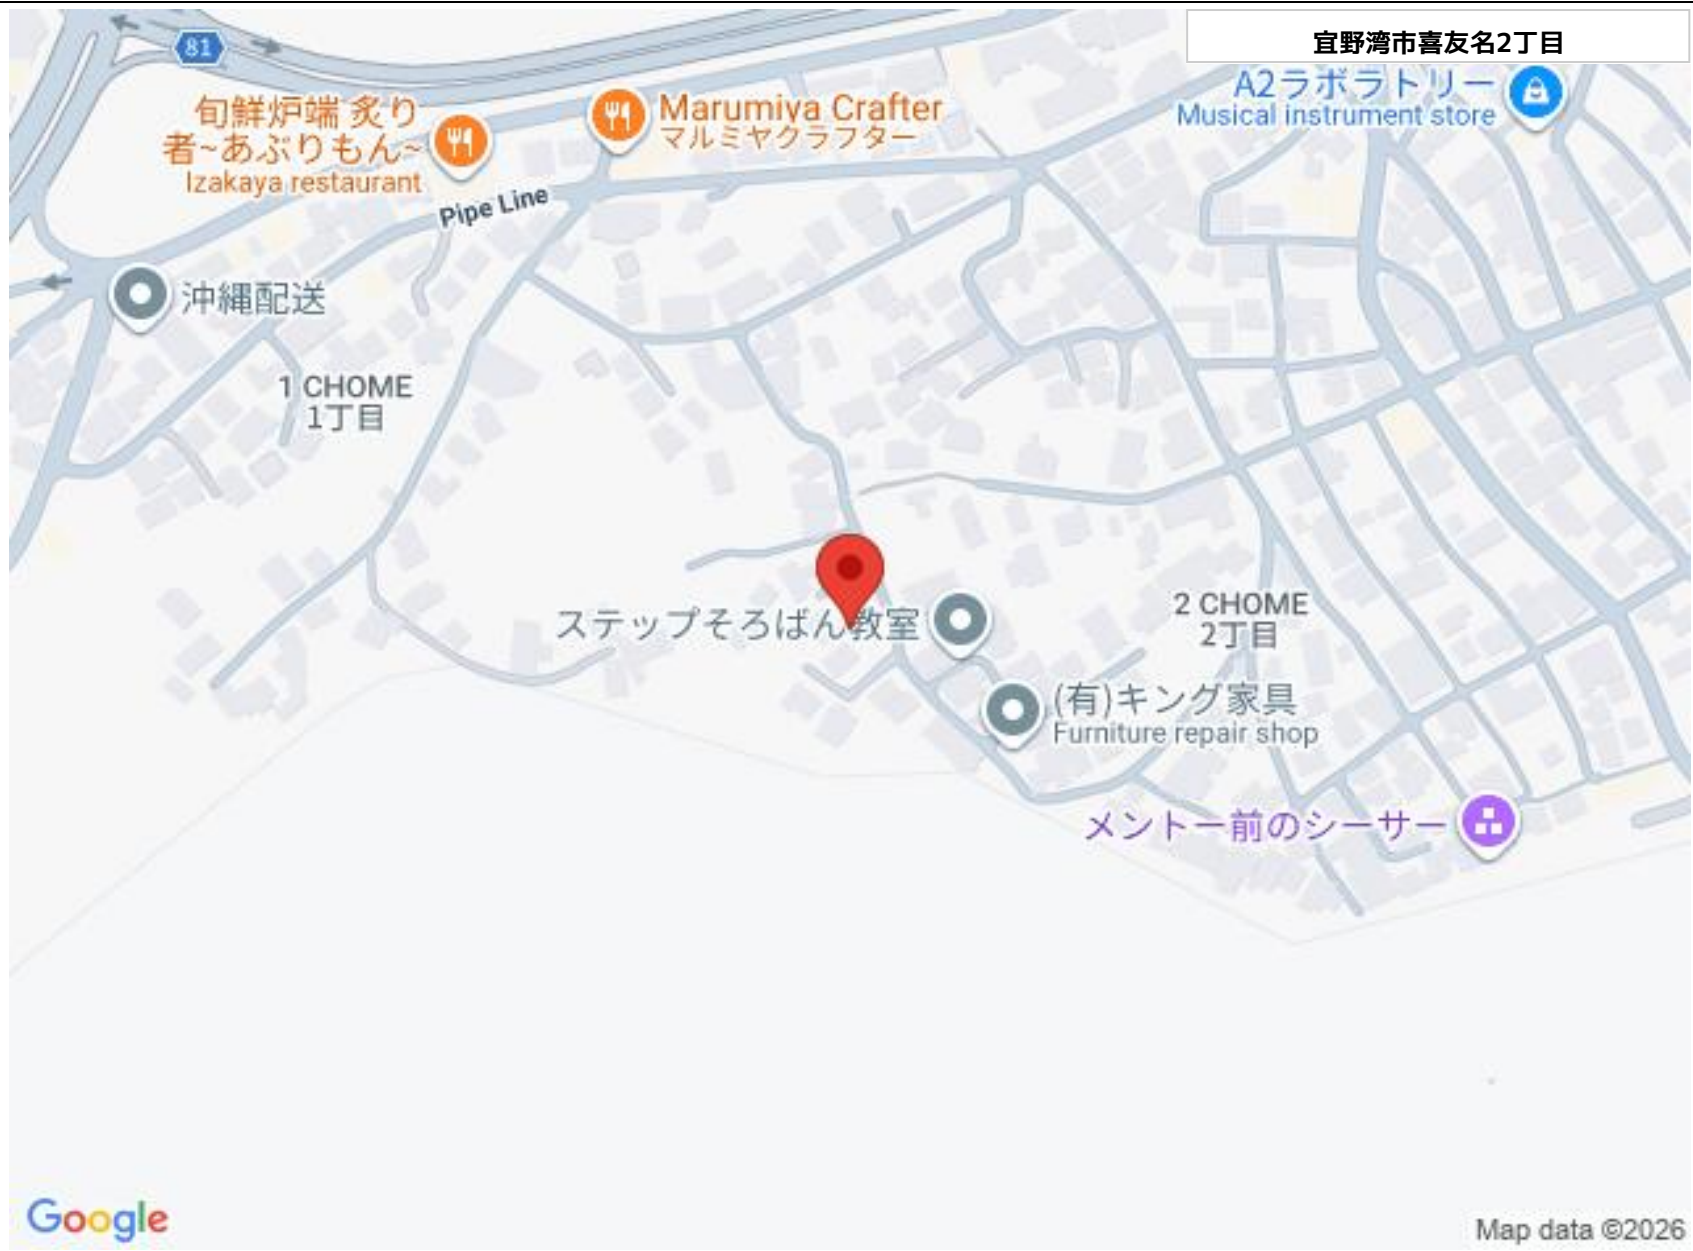 宜野湾市喜友名2丁目
81
A2ラボラトリー
Musical instrument store
旬鮮炉端 炙り
者~あぶりもん~
Izakaya restaurant
Marumiya Crafter
マルミヤクラフター
Pipe Line
沖縄配送
1 CHOME
1丁目
ステップそろばん教室
2 CHOME
2丁目
(有)キング家具
Furniture repair shop
メントー前のシーサー
Google
Map data ©2026